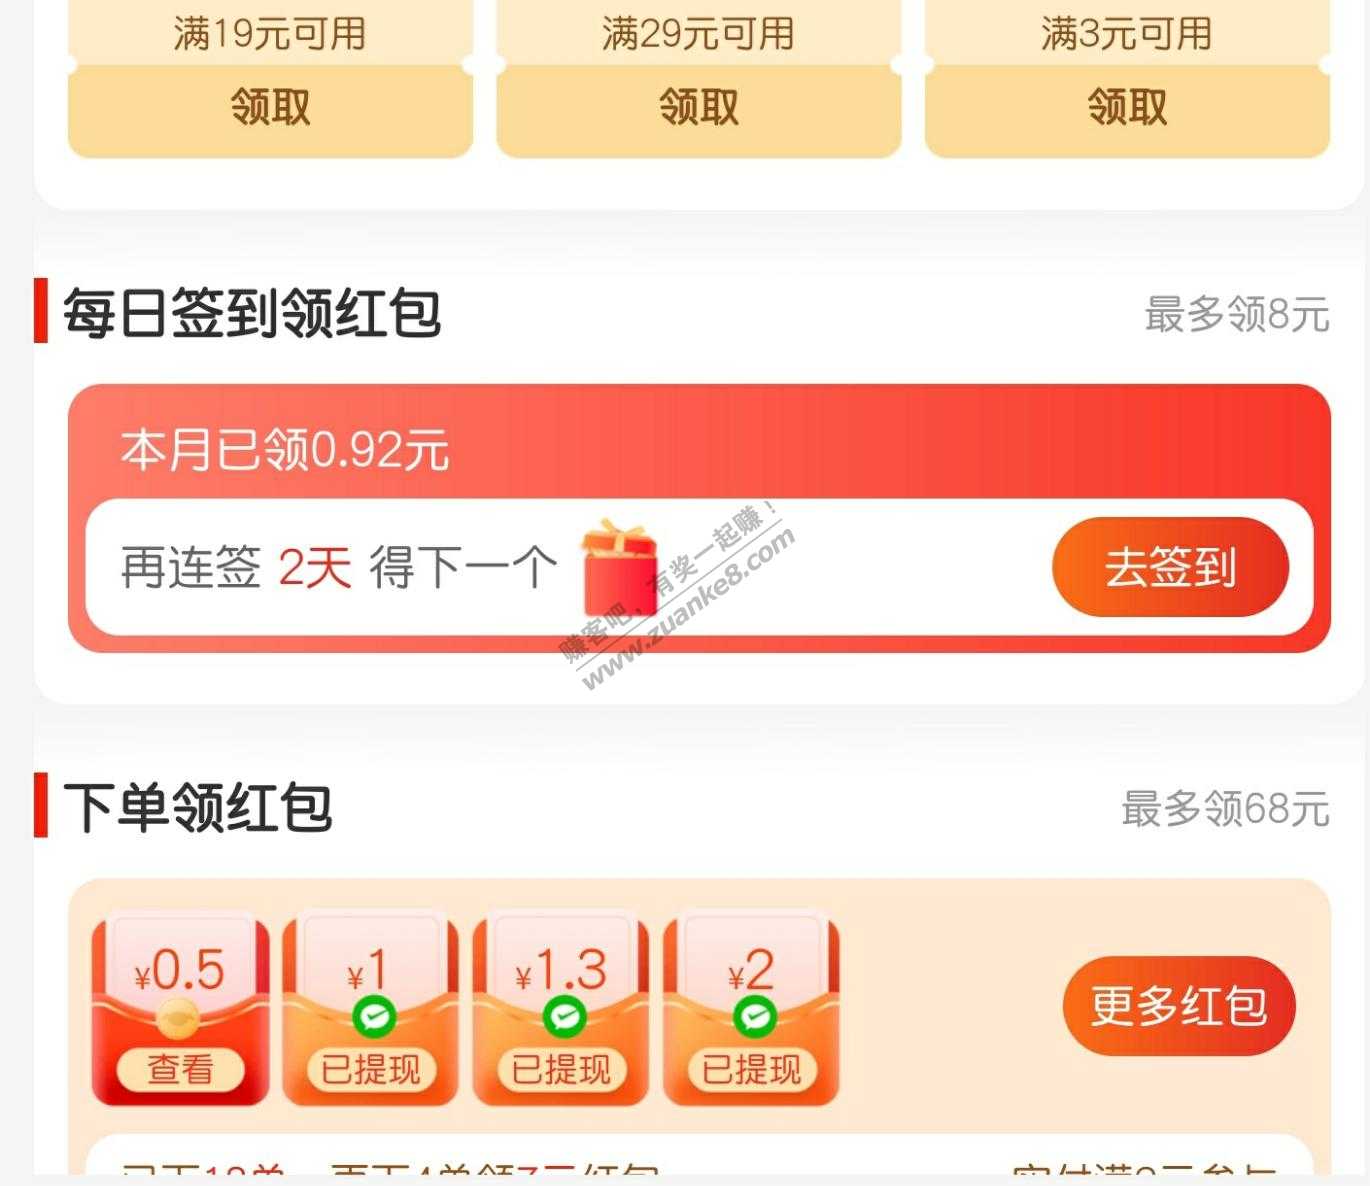 满19元可用 满29元可用 满3元可用
领取 领取 领取
每日签到领红包 最多领8元
本月已领0.92元
再连签 2天 得下一个 去签到
赚客吧，有奖一起赚！
www.zuanke8.com
下单领红包 最多领68元
¥0.5 ¥1 ¥1.3 ¥2 更多红包
查看 已提现 已提现 已提现